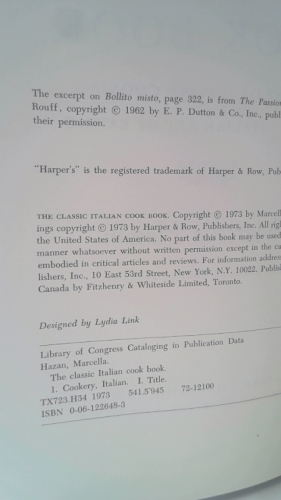 The excerpt on Bollito misto, page 322, is from The Passion
Rouff, copyright © 1962 by E. P. Dutton & Co., Inc., publ
their permission.
"Harper's" is the registered trademark of Harper & Row, Pub
THE CLASSIC ITALIAN COOK BOOK. Copyright © 1973 by Marcell
ings copyright © 1973 by Harper & Row, Publishers, Inc. All righ
the United States of America. No part of this book may be used
manner whatsoever without written permission except in the ca
embodied in critical articles and reviews. For information address
lishers, Inc., 10 East 53rd Street, New York, N.Y. 10022. Publish
Canada by Fitzhenry & Whiteside Limited, Toronto.
Designed by Lydia Link
Library of Congress Cataloging in Publication Data
Hazan, Marcella.
The classic Italian cook book.
1. Cookery, Italian. I. Title.
TX723.H34 1973 541.5'945 72-12100
ISBN 0-06-122648-3